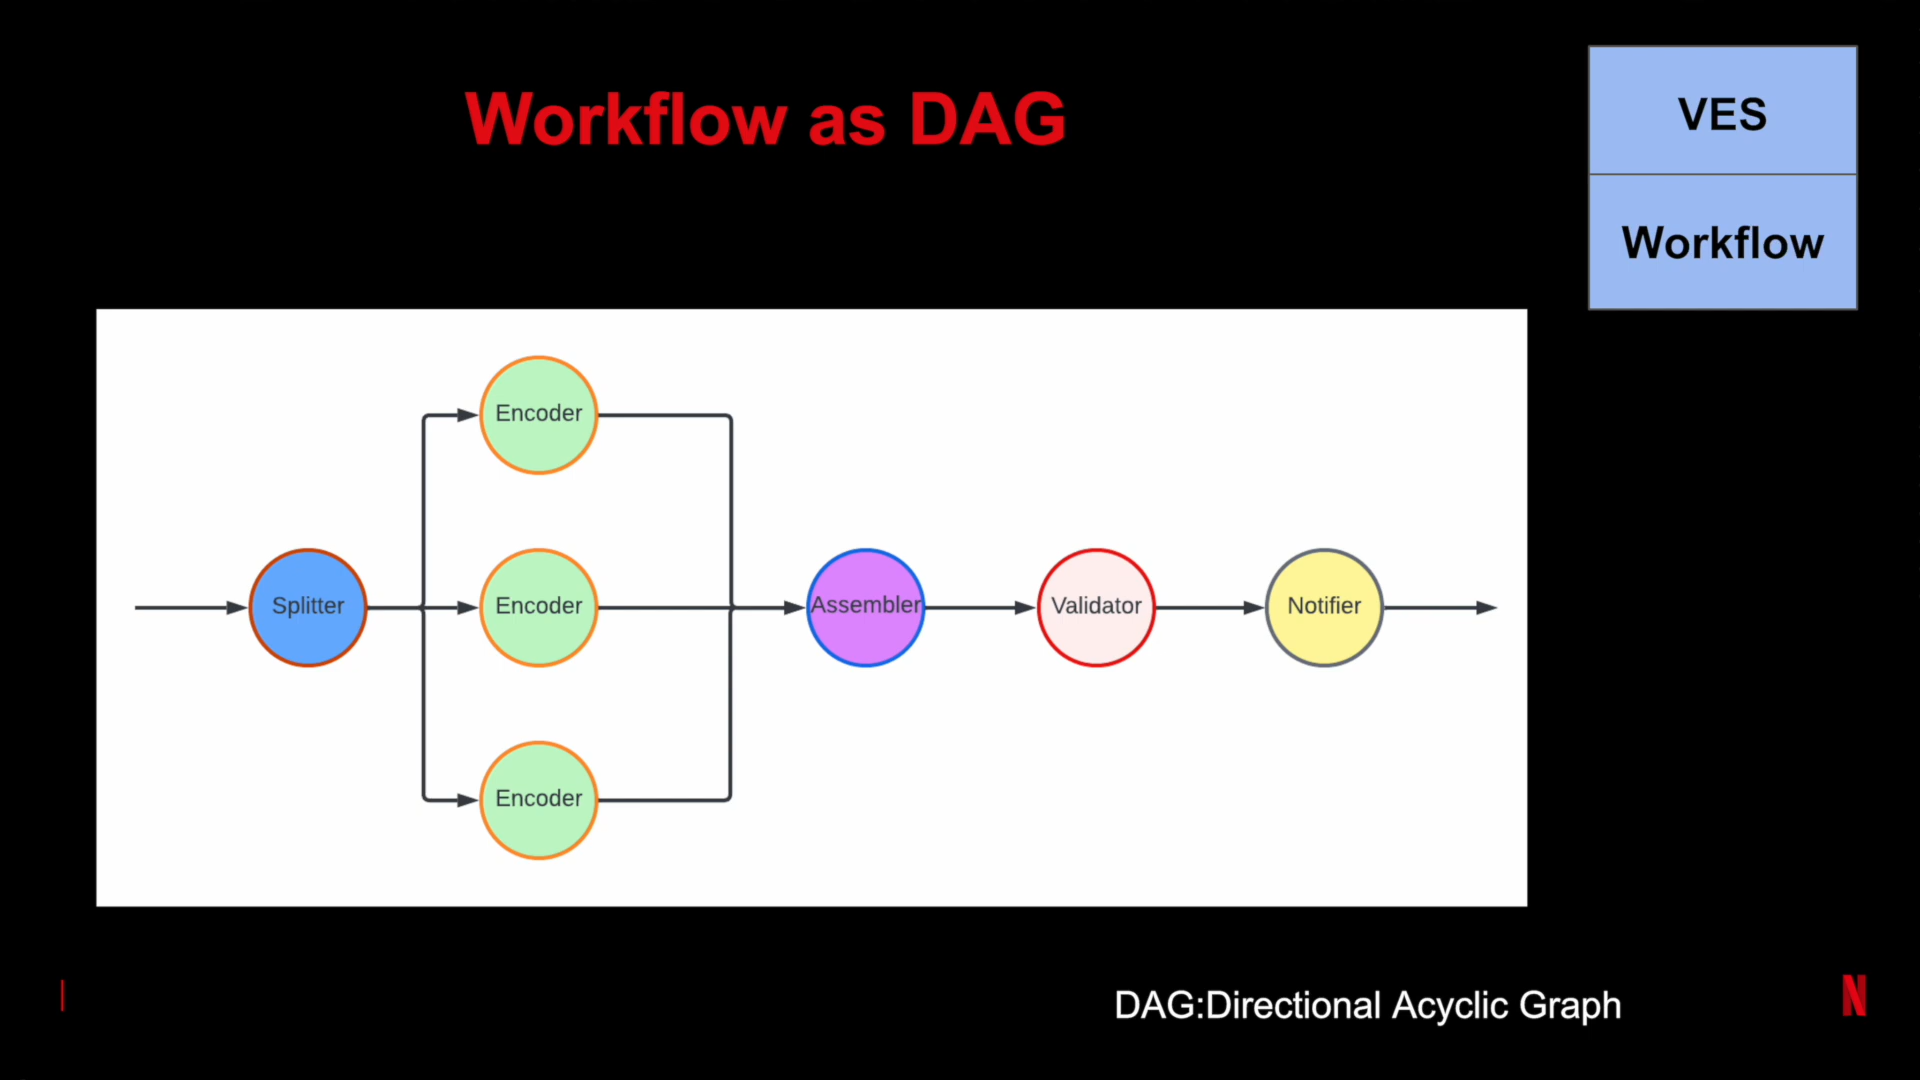 Workflow as DAG
VES
Workflow
Encoder
Splitter
Encoder
Assembler
Validator
Notifier
Encoder
DAG:Directional Acyclic Graph
N